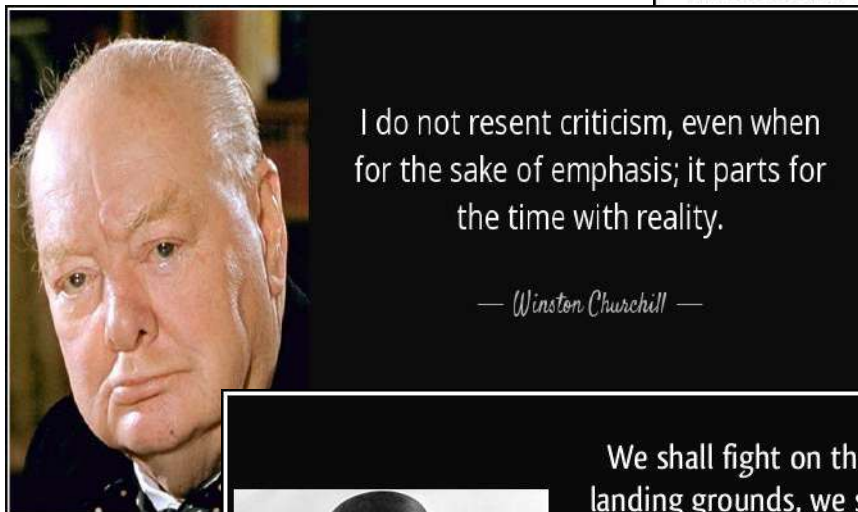 I do not resent criticism, even when
for the sake of emphasis; it parts for
the time with reality.
— Winston Churchill —
We shall fight on th
landing grounds, we s